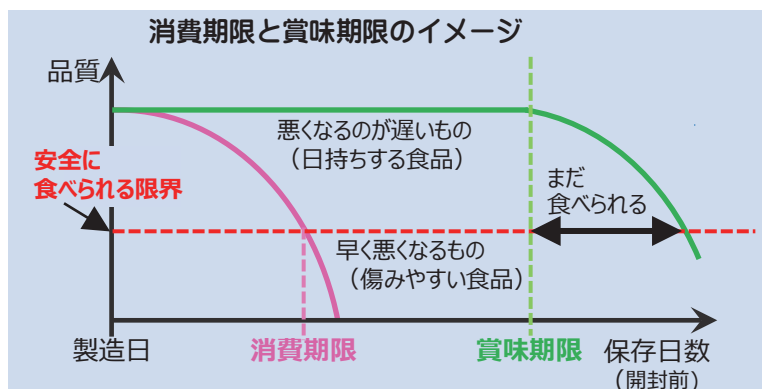 消費期限と賞味期限のイメージ
品質
悪くなるのが遅いもの
（日持ちする食品）
安全に
食べられる限界
まだ
食べられる
早く悪くなるもの
（傷みやすい食品）
製造日
消費期限
賞味期限
保存日数
（開封前）